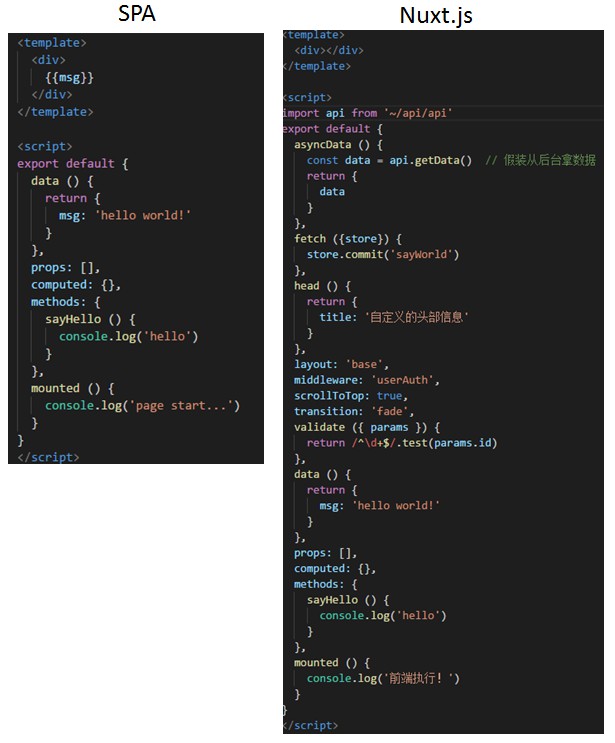 SPA
<template>
  <div>
    {{msg}}
  </div>
</template>

<script>
export default {
  data () {
    return {
      msg: 'hello world!'
    }
  },
  props: [],
  computed: {},
  methods: {
    sayHello () {
      console.log('hello')
    }
  },
  mounted () {
    console.log('page start...')
  }
}
</script>
Nuxt.js
<template>
  <div></div>
</template>

<script>
import api from '~/api/api'
export default {
  asyncData () {
    const data = api.getData()  // 假装从后台拿数据
    return {
      data
    }
  },
  fetch ({store}) {
    store.commit('sayWorld')
  },
  head () {
    return {
      title: '自定义的头部信息'
    }
  },
  layout: 'base',
  middleware: 'userAuth',
  scrollToTop: true,
  transition: 'fade',
  validate ({ params }) {
    return /^\d+$/.test(params.id)
  },
  data () {
    return {
      msg: 'hello world!'
    }
  },
  props: [],
  computed: {},
  methods: {
    sayHello () {
      console.log('hello')
    }
  },
  mounted () {
    console.log('前端执行！')
  }
}
</script>